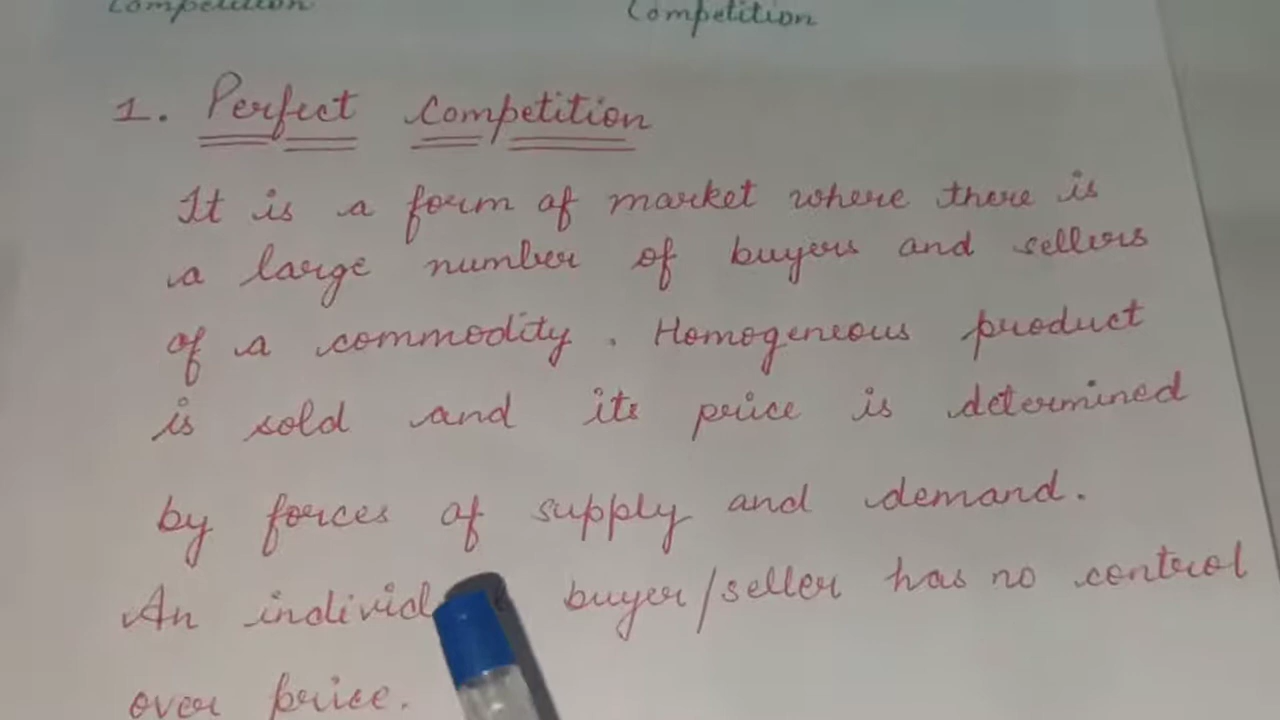 Competition Competition
1. Perfect Competition
It is a form of market where there is
a large number of buyers and sellers
of a commodity. Homogeneous product
is sold and its price is determined
by forces of supply and demand.
An individ buyer/seller has no control
over price.